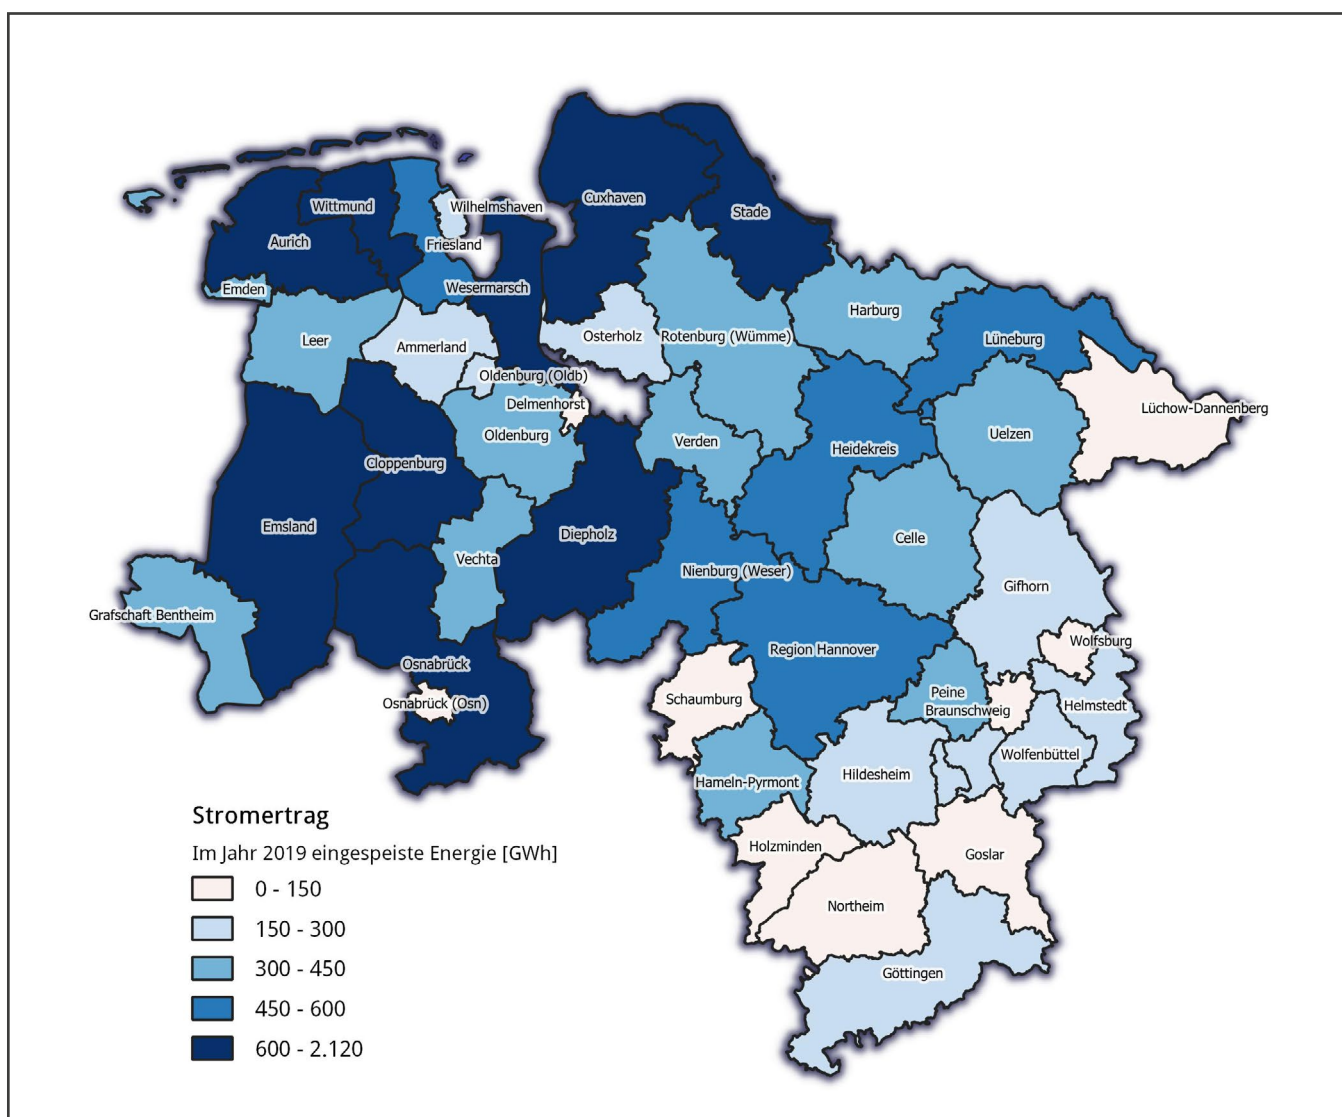 Cuxhaven
Wittmund
Wilhelmshaven
Stade
Aurich
Friesland
Emden
Wesermarsch
Harburg
Leer
Ammerland
Osterholz
Rotenburg (Wümme)
Lüneburg
Oldenburg (Oldb)
Delmenhorst
Lüchow-Dannenberg
Oldenburg
Verden
Uelzen
Cloppenburg
Heidekreis
Emsland
Diepholz
Celle
Vechta
Nienburg (Weser)
Gifhorn
Grafschaft Bentheim
Wolfsburg
Region Hannover
Osnabrück
Schaumburg
Peine
Osnabrück (Osn)
Braunschweig
Helmstedt
Wolfenbüttel
Hameln-Pyrmont
Hildesheim
Holzminden
Goslar
Northeim
Göttingen
Stromertrag
Im Jahr 2019 eingespeiste Energie [GWh]
0 - 150
150 - 300
300 - 450
450 - 600
600 - 2.120